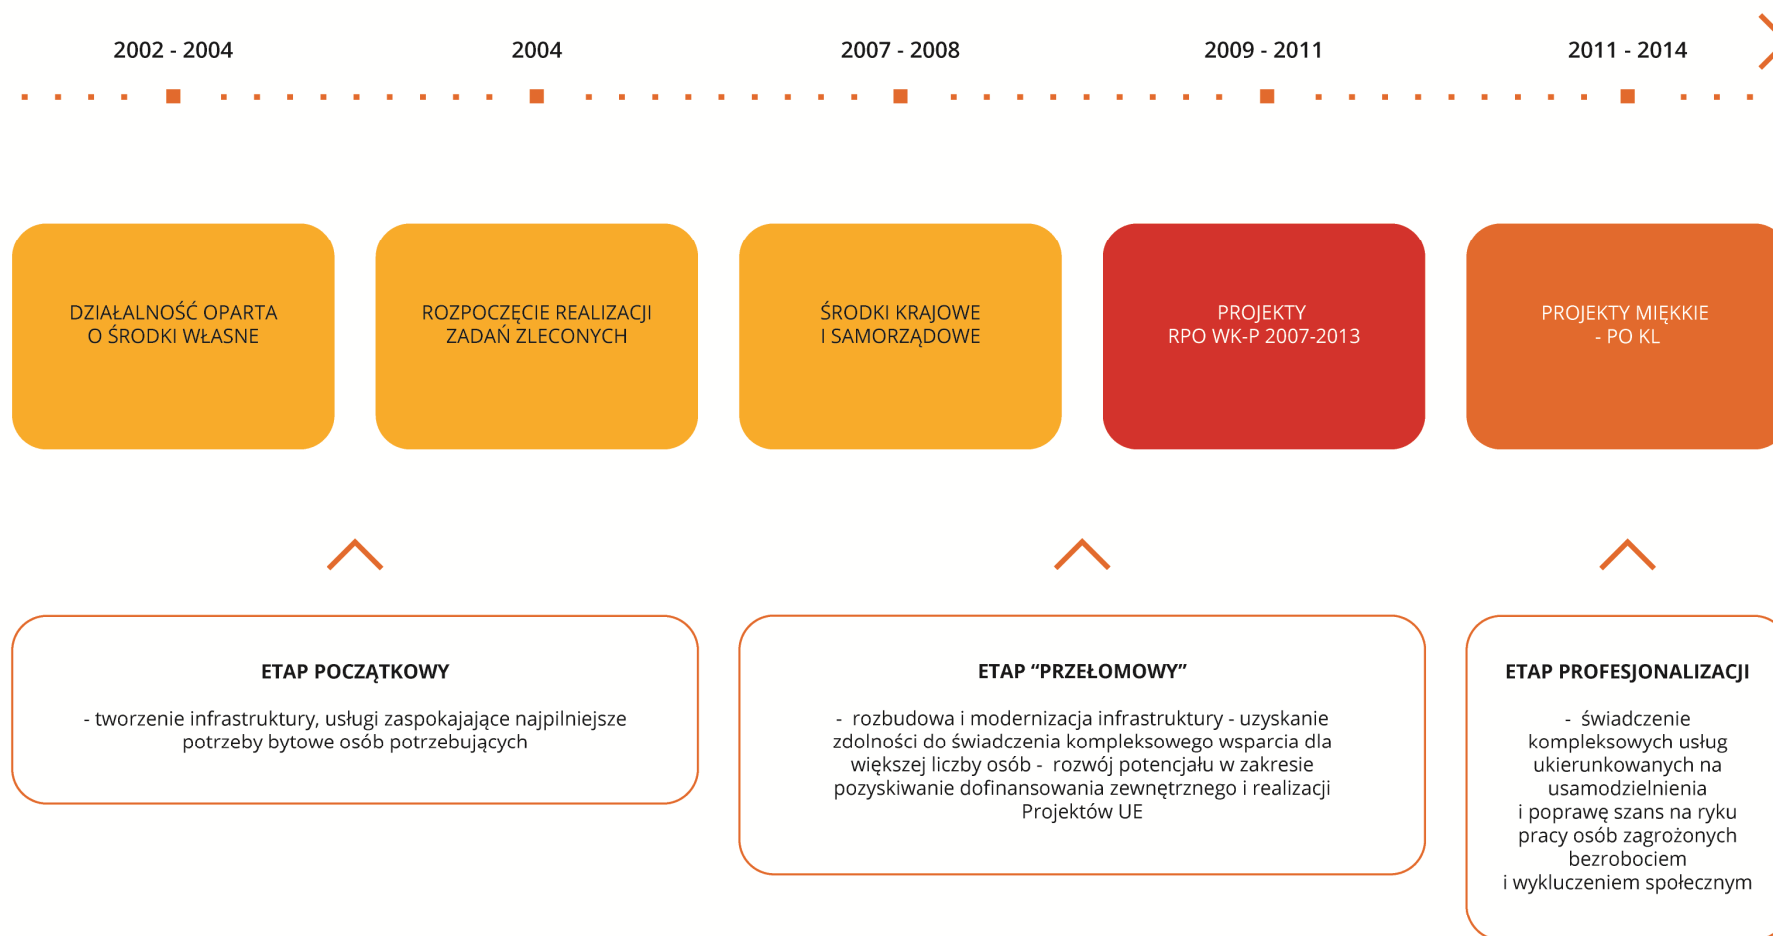 2002 - 2004
2004
2007 - 2008
2009 - 2011
2011 - 2014
DZIAŁALNOŚĆ OPARTA
O ŚRODKI WŁASNE
ROZPOCZĘCIE REALIZACJI
ZADAŃ ZLECONYCH
ŚRODKI KRAJOWE
I SAMORZĄDOWE
PROJEKTY
RPO WK-P 2007-2013
PROJEKTY MIĘKKIE
- PO KL
ETAP POCZĄTKOWY
- tworzenie infrastruktury, usługi zaspokajające najpilniejsze
potrzeby bytowe osób potrzebujących
ETAP “PRZEŁOMOWY”
- rozbudowa i modernizacja infrastruktury - uzyskanie
zdolności do świadczenia kompleksowego wsparcia dla
większej liczby osób - rozwój potencjału w zakresie
pozyskiwanie dofinansowania zewnętrznego i realizacji
Projektów UE
ETAP PROFESJONALIZACJI
- świadczenie
kompleksowych usług
ukierunkowanych na
usamodzielnienia
i poprawę szans na ryku
pracy osób zagrożonych
bezrobociem
i wykluczeniem społecznym